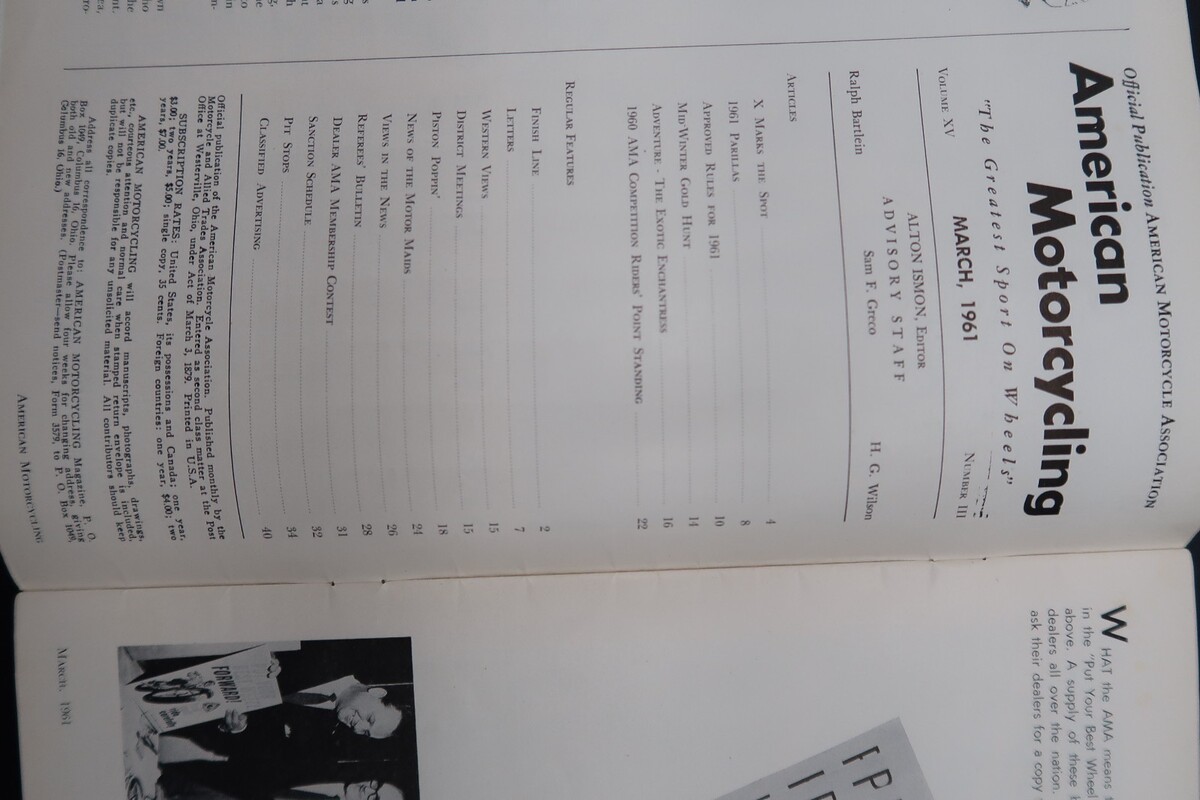 Official Publication AMERICAN MOTORCYCLE ASSOCIATION
American
Motorcycling
"The Greatest Sport On Wheels"
VOLUME XV MARCH, 1961 NUMBER III
ALTON ISMON, EDITOR
ADVISORY STAFF
Ralph Bartlein Sam F. Greco H. G. Wilson
ARTICLES
X MARKS THE SPOT 4
1961 PARILLAS 8
APPROVED RULES FOR 1961 10
MID-WINTER GOLD HUNT 14
ADVENTURE - THE EXOTIC ENCHANTRESS 16
1960 AMA COMPETITION RIDERS' POINT STANDING 22
REGULAR FEATURES
FINISH LINE 2
LETTERS 7
WESTERN VIEWS 15
DISTRICT MEETINGS 15
PISTON POPPIN' 18
NEWS OF THE MOTOR MAIDS 24
VIEWS IN THE NEWS 26
REFEREES' BULLETIN 28
DEALER AMA MEMBERSHIP CONTEST 31
SANCTION SCHEDULE 32
PIT STOPS 34
CLASSIFIED ADVERTISING 40
Official publication of the American Motorcycle Association. Published monthly by the
Motorcycle and Allied Trades Association. Entered as second class matter at the Post
Office at Westerville, Ohio, under Act of March 3, 1879. Printed in U.S.A.
SUBSCRIPTION RATES: United States, its possessions and Canada; one year,
$3.00; two years, $5.00; single copy, 35 cents. Foreign countries: one year, $4.00; two
years, $7.00.
AMERICAN MOTORCYCLING will accord manuscripts, photographs, drawings,
etc., courteous attention and normal care when stamped return envelope is included,
but will not be responsible for any unsolicited material. All contributors should keep
duplicate copies.
Address all correspondence to: AMERICAN MOTORCYCLING Magazine, P. O.
Box 1049, Columbus 16, Ohio. Please allow four weeks for changing address, giving
both old and new addresses. (Postmaster—send notices, Form 3579, to P. O. Box 1049,
Columbus 16, Ohio.)
AMERICAN MOTORCYCLING
WHAT the AMA means
in the "Put Your Best Wheel
above. A supply of these
dealers all over the nation.
ask their dealers for a copy
FORWARD!
MARCH, 1961